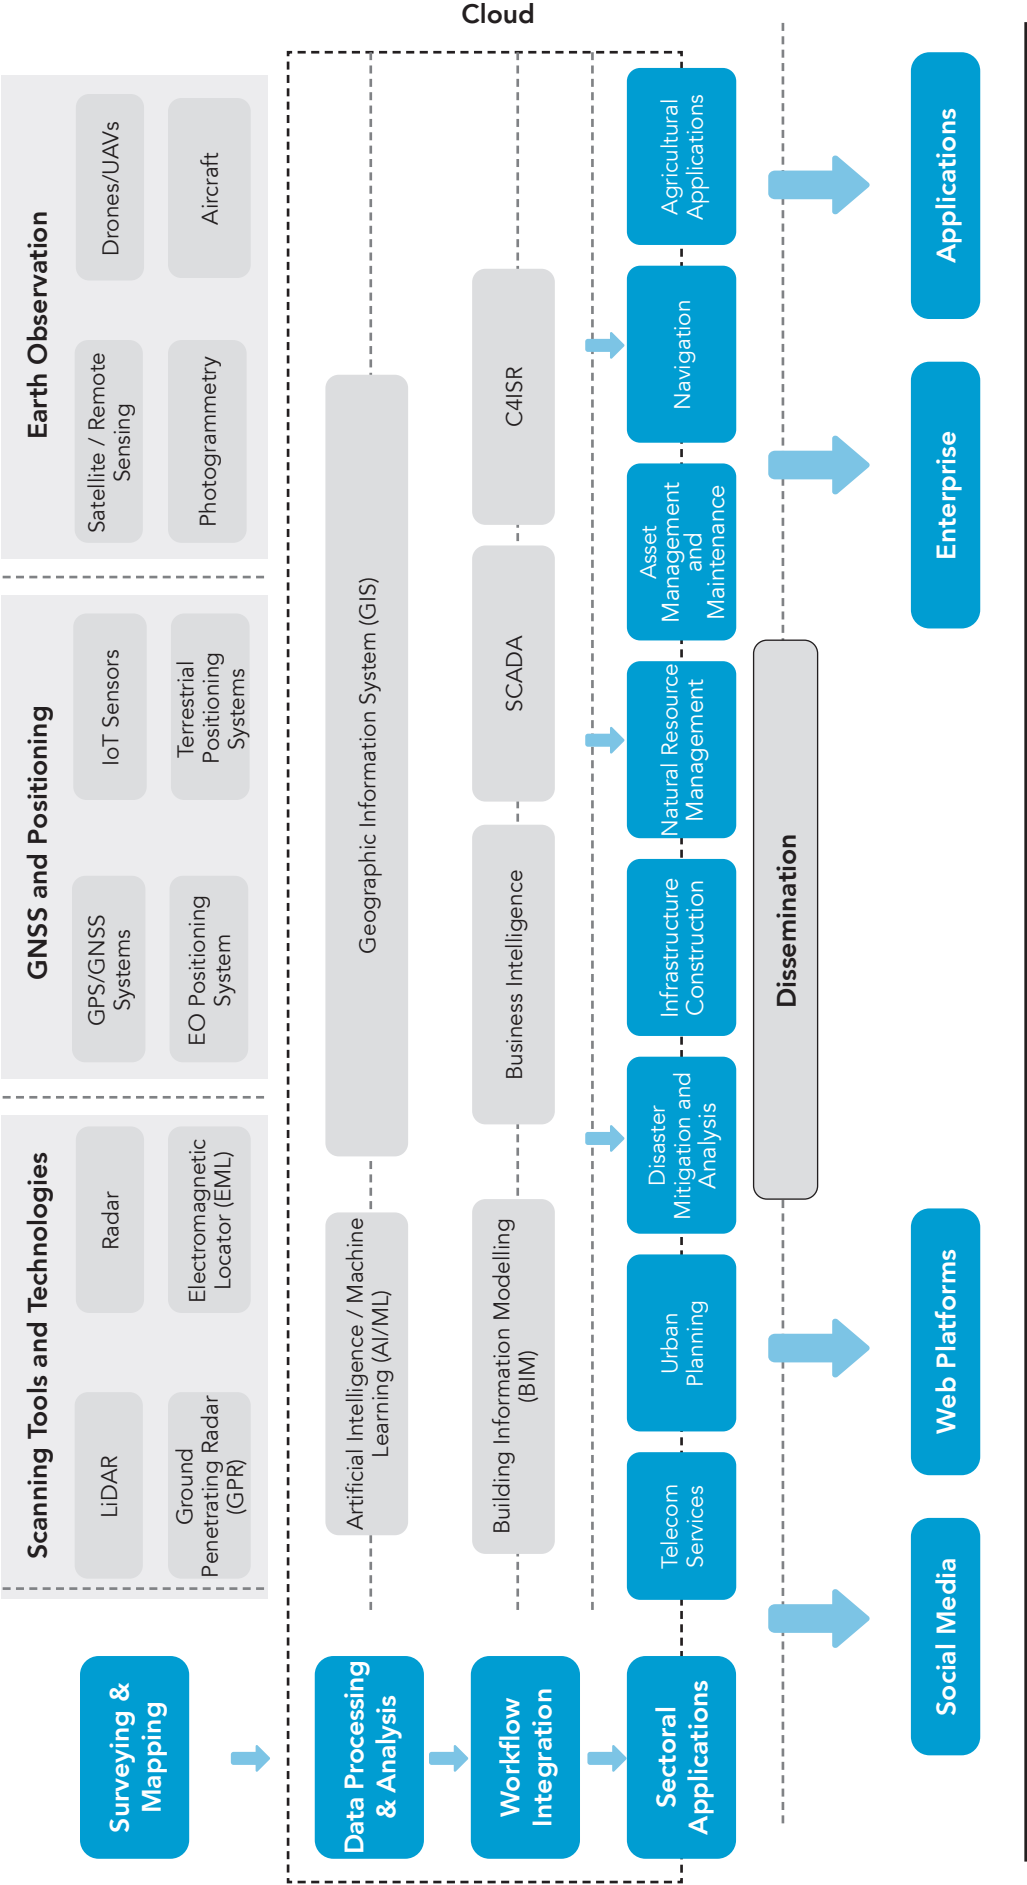 Cloud
Surveying &
Mapping
Scanning Tools and Technologies
LiDAR
Radar
Ground
Penetrating Radar
(GPR)
Electromagnetic
Locator (EML)
GNSS and Positioning
GPS/GNSS
Systems
IoT Sensors
EO Positioning
System
Terrestrial
Positioning
Systems
Earth Observation
Satellite / Remote
Sensing
Drones/UAVs
Photogrammetry
Aircraft
Data Processing
& Analysis
Artificial Intelligence / Machine
Learning (AI/ML)
Geographic Information System (GIS)
Workflow
Integration
Building Information Modelling
(BIM)
Business Intelligence
SCADA
C4ISR
Sectoral
Applications
Telecom
Services
Urban
Planning
Disaster
Mitigation and
Analysis
Infrastructure
Construction
Natural Resource
Management
Asset
Management
and
Maintenance
Navigation
Agricultural
Applications
Dissemination
Social Media
Web Platforms
Enterprise
Applications